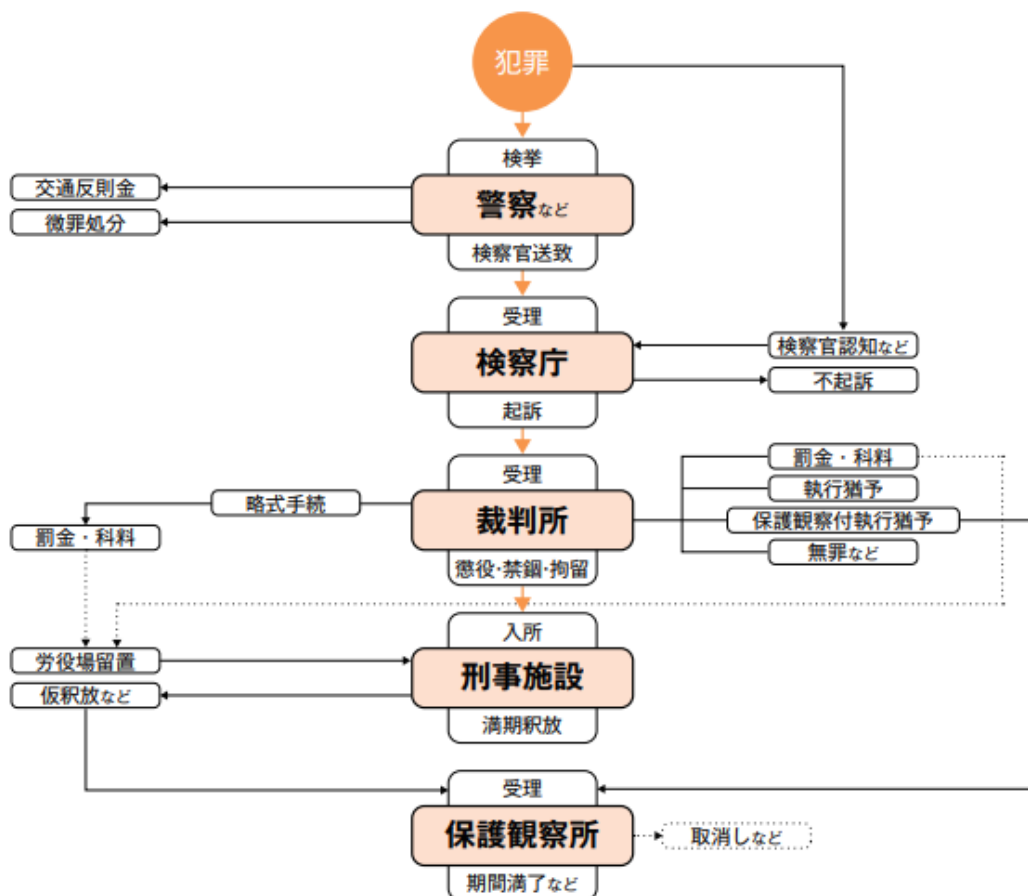 犯罪
検挙
交通反則金
警察など
微罪処分
検察官送致
受理
検察庁
検察官認知など
不起訴
起訴
受理
罰金・科料
略式手続
執行猶予
裁判所
保護観察付執行猶予
罰金・科料
無罪など
懲役・禁錮・拘留
入所
労役場留置
刑事施設
仮釈放など
満期釈放
受理
保護観察所
取消しなど
期間満了など